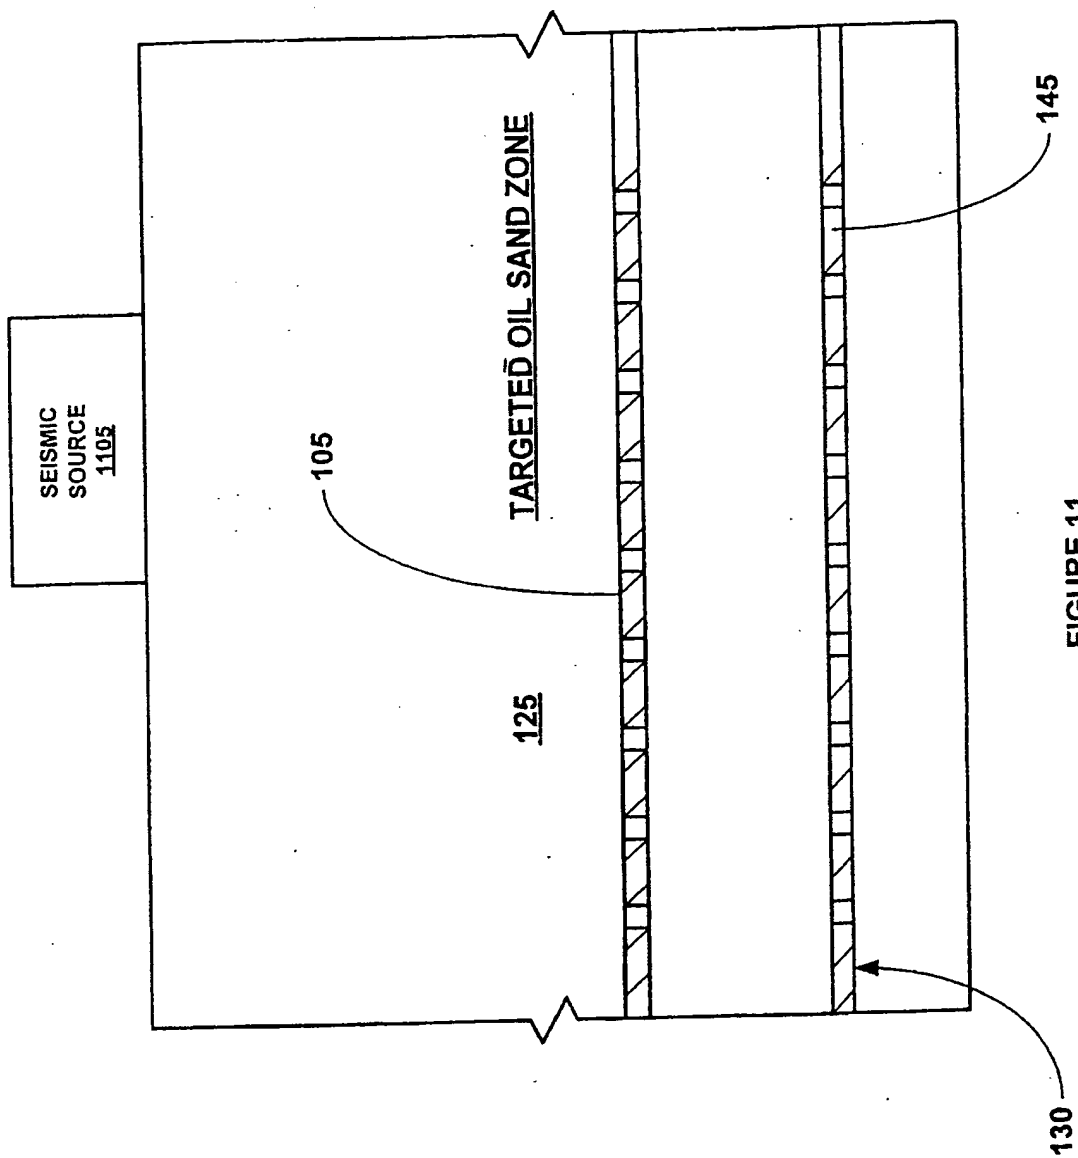 SEISMIC
SOURCE
1105
105
TARGETED OIL SAND ZONE
125
145
130
FIGURE 11